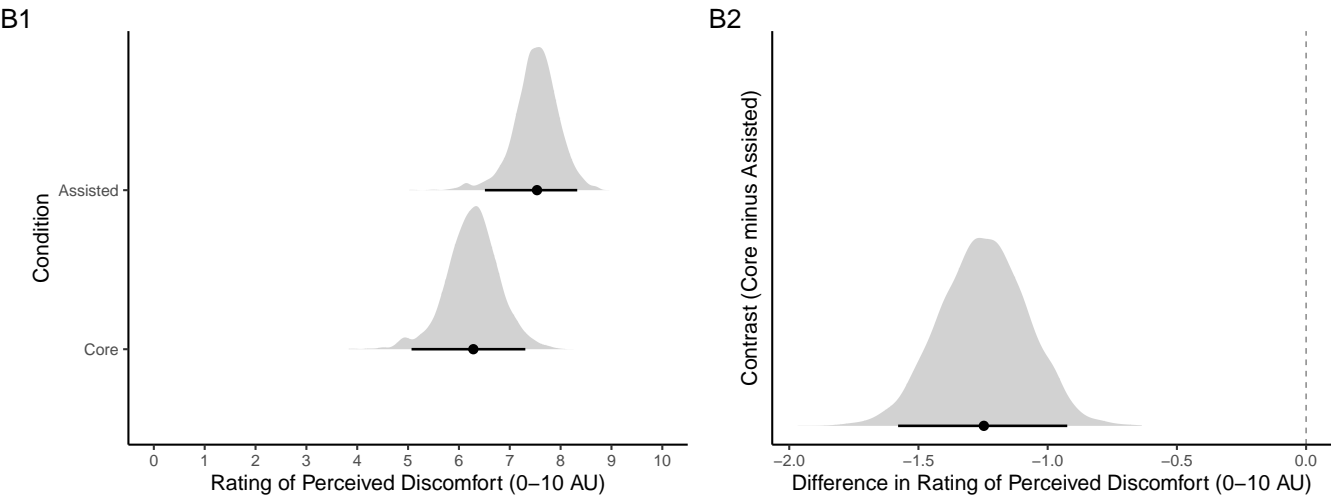 B1
Condition
Assisted
Core
0 1 2 3 4 5 6 7 8 9 10
Rating of Perceived Discomfort (0–10 AU)
B2
Contrast (Core minus Assisted)
−2.0 −1.5 −1.0 −0.5 0.0
Difference in Rating of Perceived Discomfort (0–10 AU)